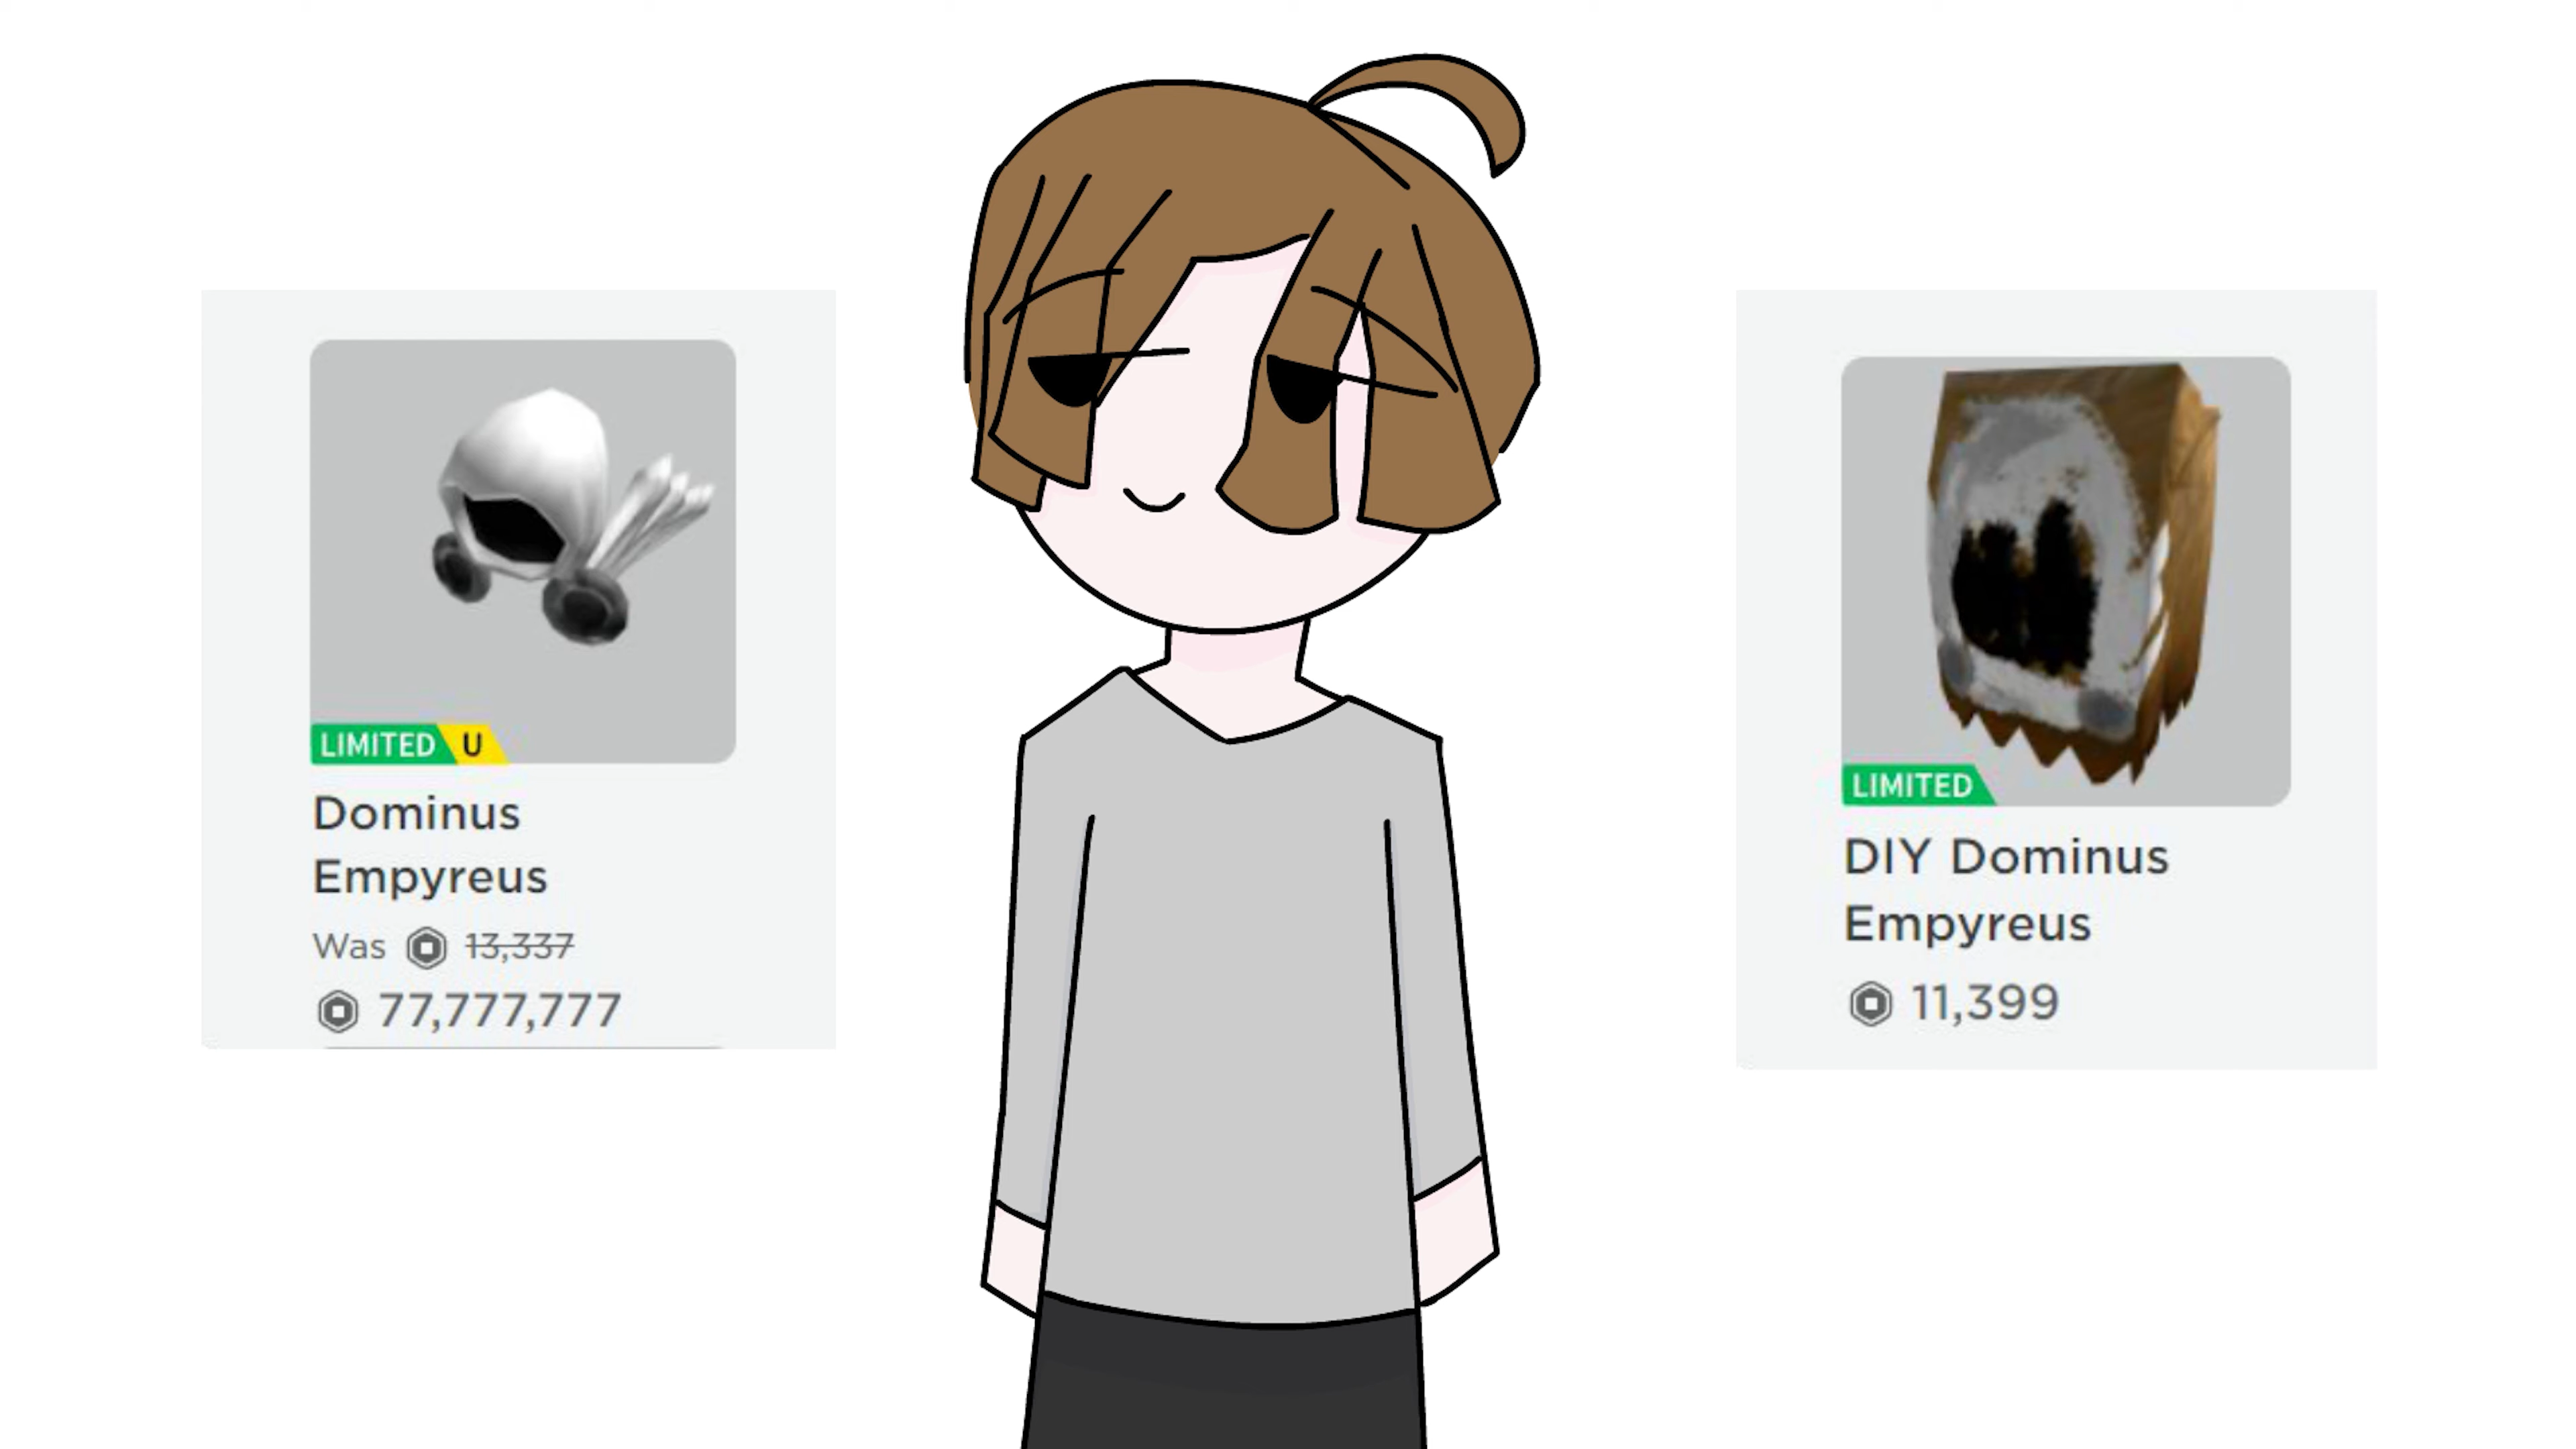 LIMITED U
Dominus
Empyreus
Was 13,337
77,777,777
LIMITED
DIY Dominus
Empyreus
11,399